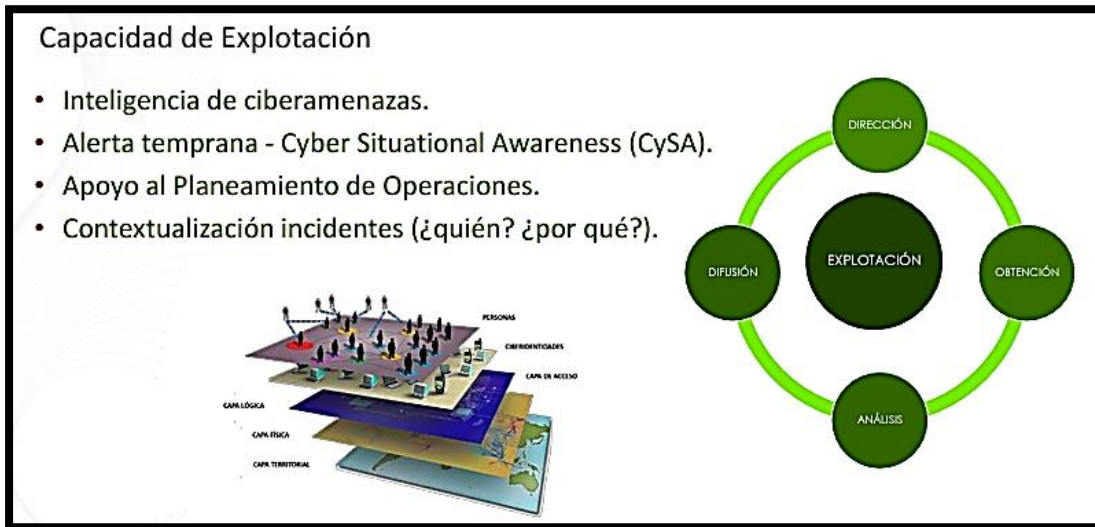 Capacidad de Explotación
• Inteligencia de ciberamenazas.
• Alerta temprana - Cyber Situational Awareness (CySA).
• Apoyo al Planeamiento de Operaciones.
• Contextualización incidentes (¿quién? ¿por qué?).
DIRECCIÓN
DIFUSIÓN
EXPLOTACIÓN
OBTENCIÓN
ANÁLISIS
PERSONAS
CIBERIDENTIDADES
CAPA DE ACCESO
CAPA LÓGICA
CAPA FÍSICA
CAPA TERRITORIAL